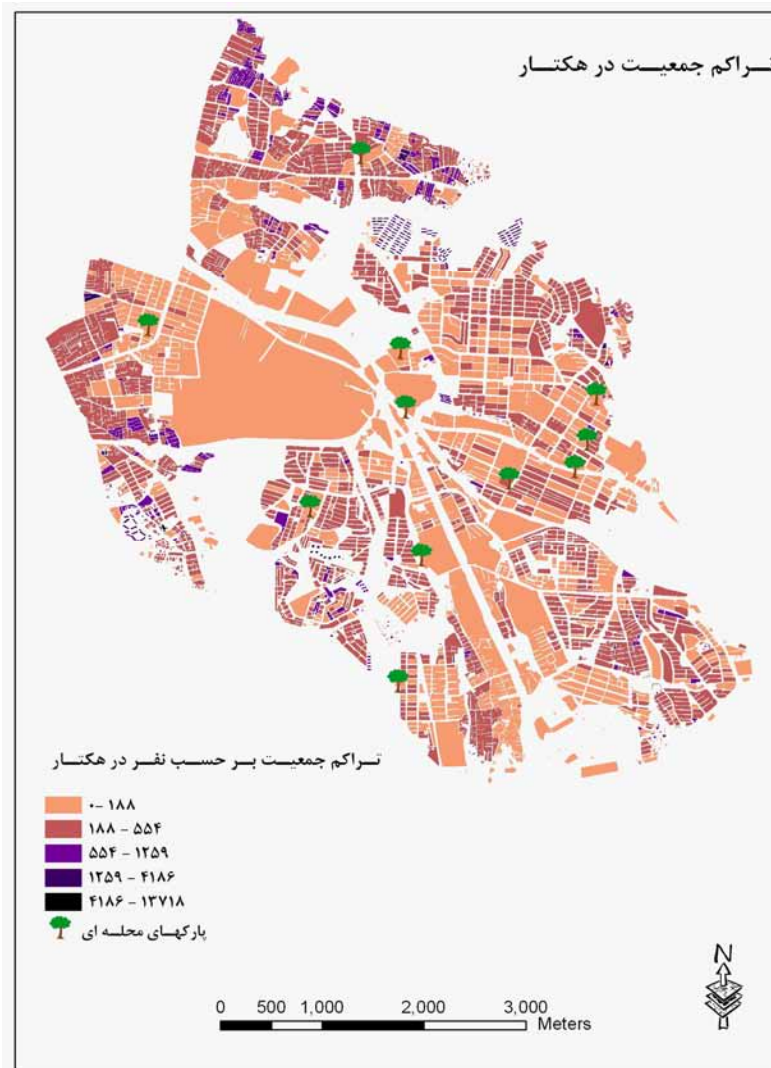 تراکم جمعیت در هکتار
تراکم جمعیت بر حسب نفر در هکتار
۰-۱۸۸
۱۸۸ - ۵۵۴
۵۵۴ - ۱۲۵۹
۱۲۵۹ - ۴۱۸۶
۴۱۸۶ - ۱۳۷۱۸
پارکهای محله ای
N
0 500 1,000 2,000 3,000
Meters